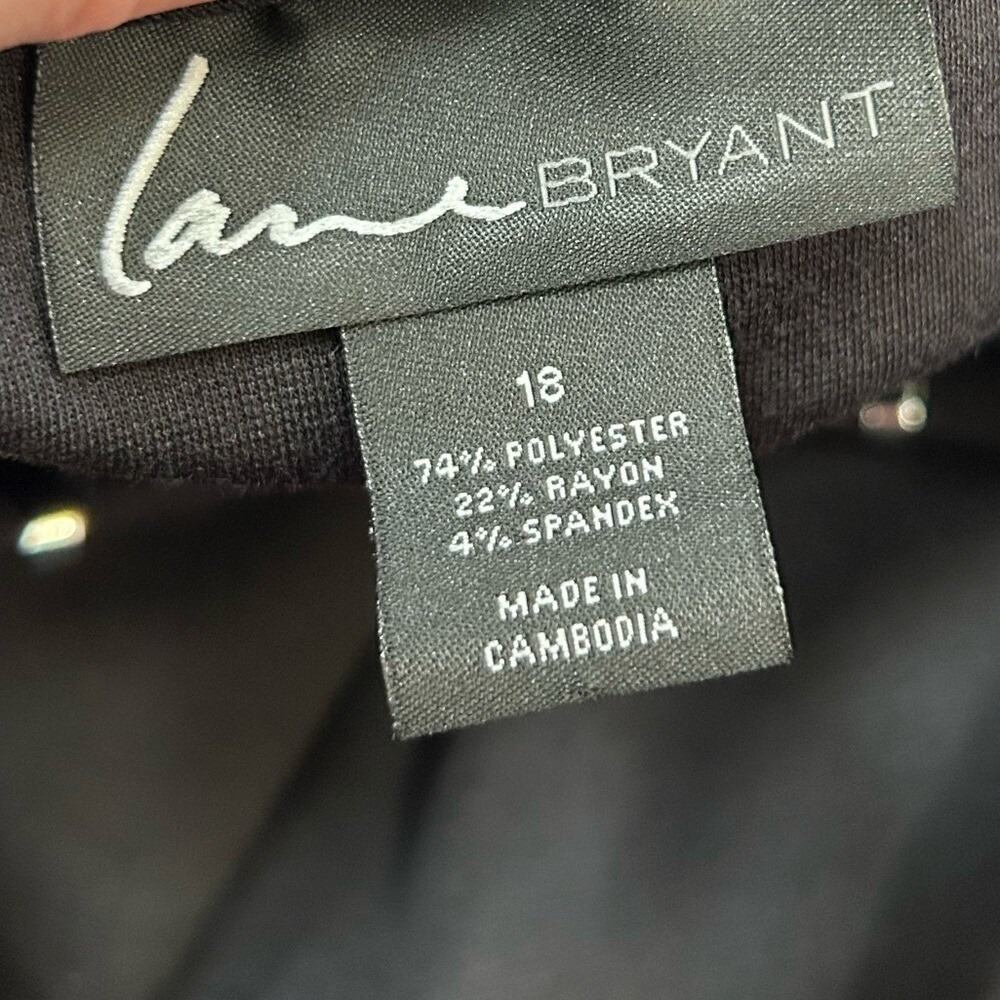 lane BRYANT
18
74% POLYESTER
22% RAYON
4% SPANDEX
MADE IN
CAMBODIA